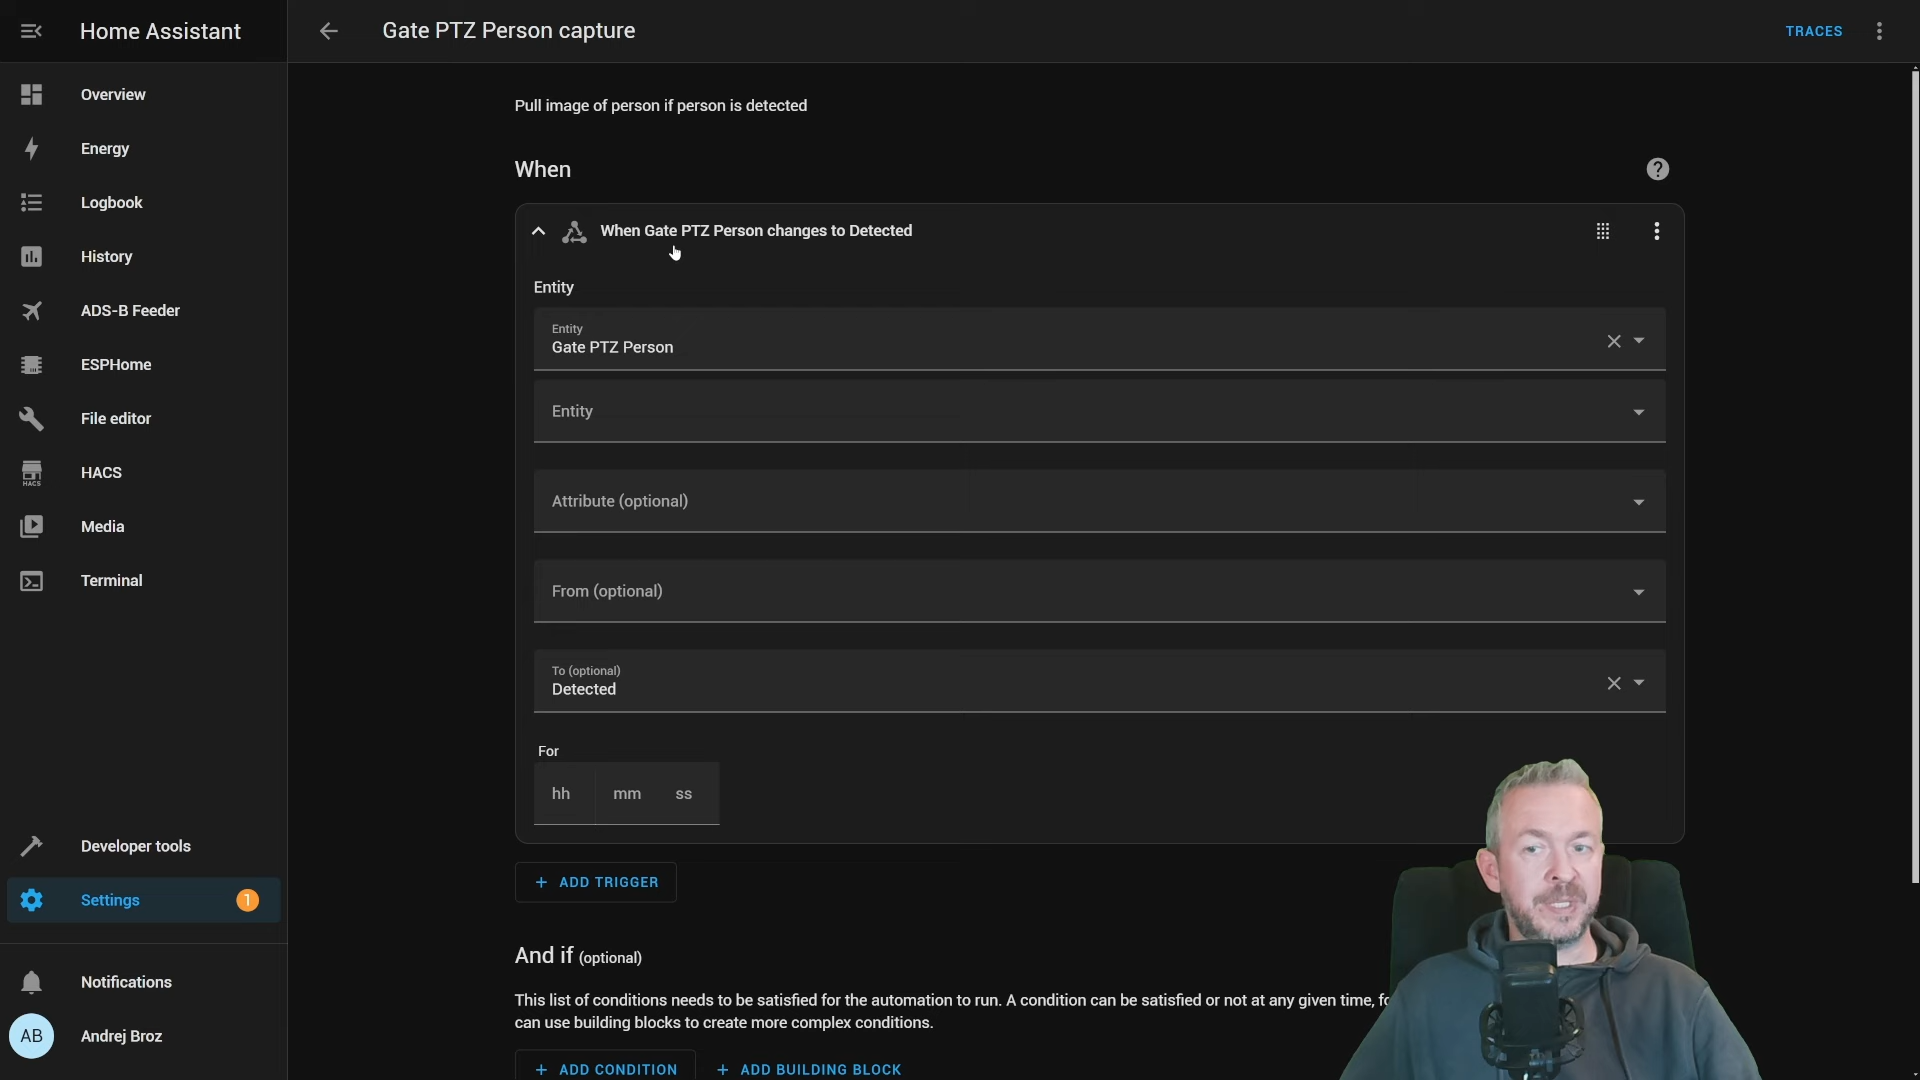 Home Assistant
Gate PTZ Person capture
TRACES
Overview
Energy
Logbook
History
ADS-B Feeder
ESPHome
File editor
HACS
HACS
Media
Terminal
Developer tools
Settings
1
Notifications
AB
Andrej Broz
Pull image of person if person is detected
When
?
When Gate PTZ Person changes to Detected
Entity
Entity
Gate PTZ Person
Entity
Attribute (optional)
From (optional)
To (optional)
Detected
For
hh
mm
ss
+ ADD TRIGGER
And if (optional)
This list of conditions needs to be satisfied for the automation to run. A condition can be satisfied or not at any given time,
can use building blocks to create more complex conditions.
+ ADD CONDITION
+ ADD BUILDING BLOCK